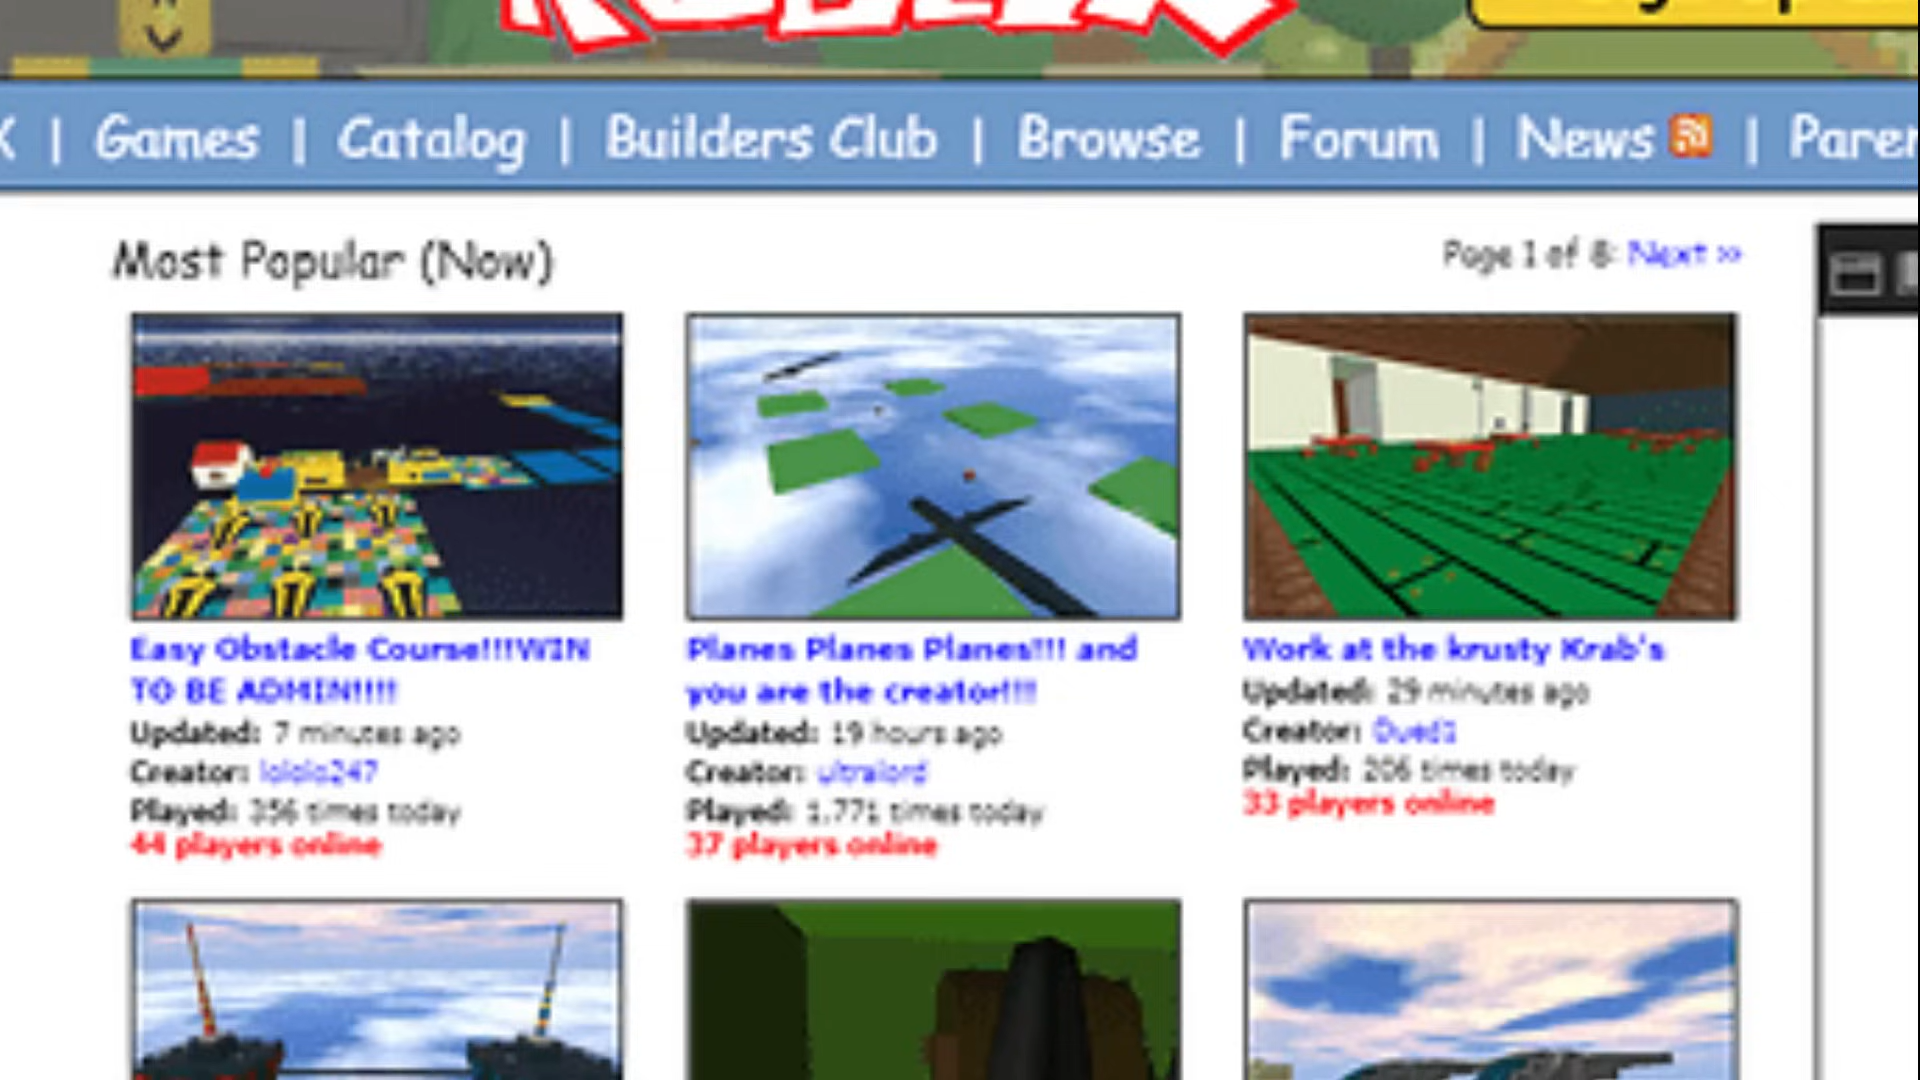 ROBLOX
| Games | Catalog | Builders Club | Browse | Forum | News |
Most Popular (Now)
Page 1 of 8: Next >>
Easy Obstacle Course!!!WIN
TO BE ADMIN!!!!
Updated: 7 minutes ago
Creator: lololo247
Played: 356 times today
44 players online
Planes Planes Planes!!! and
you are the creator!!!
Updated: 19 hours ago
Creator: ultralord
Played: 1,771 times today
37 players online
Work at the krusty Krab's
Updated: 29 minutes ago
Creator: Dued1
Played: 206 times today
33 players online